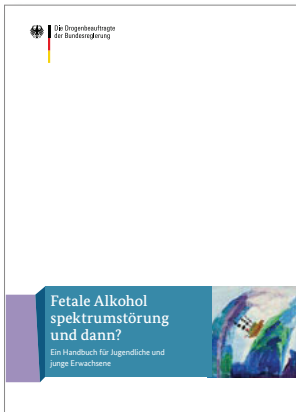 Die Drogenbeauftragte
der Bundesregierung
Fetale Alkohol
spektrumstörung
und dann?
Ein Handbuch für Jugendliche und
junge Erwachsene